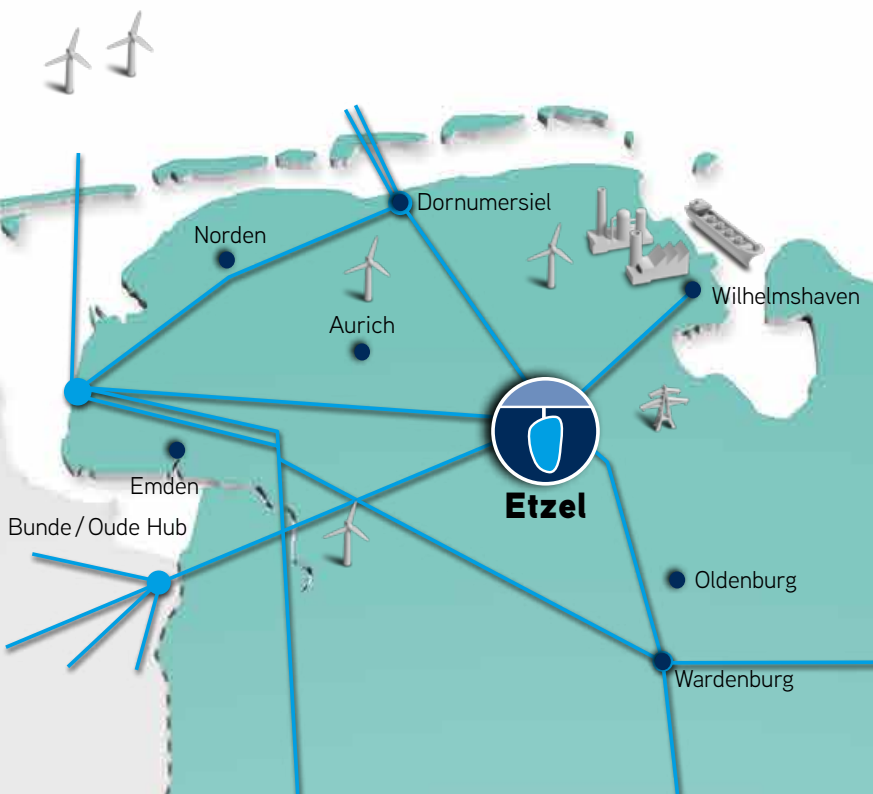 Dornumersiel
Norden
Wilhelmshaven
Aurich
Emden
Etzel
Bunde / Oude Hub
Oldenburg
Wardenburg